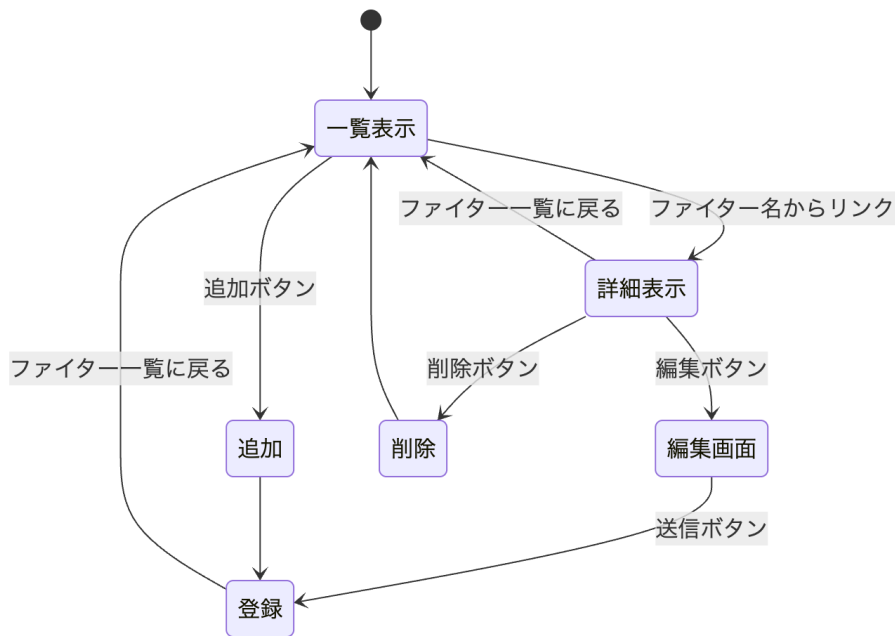 一覧表示
ファイター一覧に戻る
ファイター名からリンク
追加ボタン
詳細表示
ファイター一覧に戻る
削除ボタン
編集ボタン
追加
削除
編集画面
送信ボタン
登録